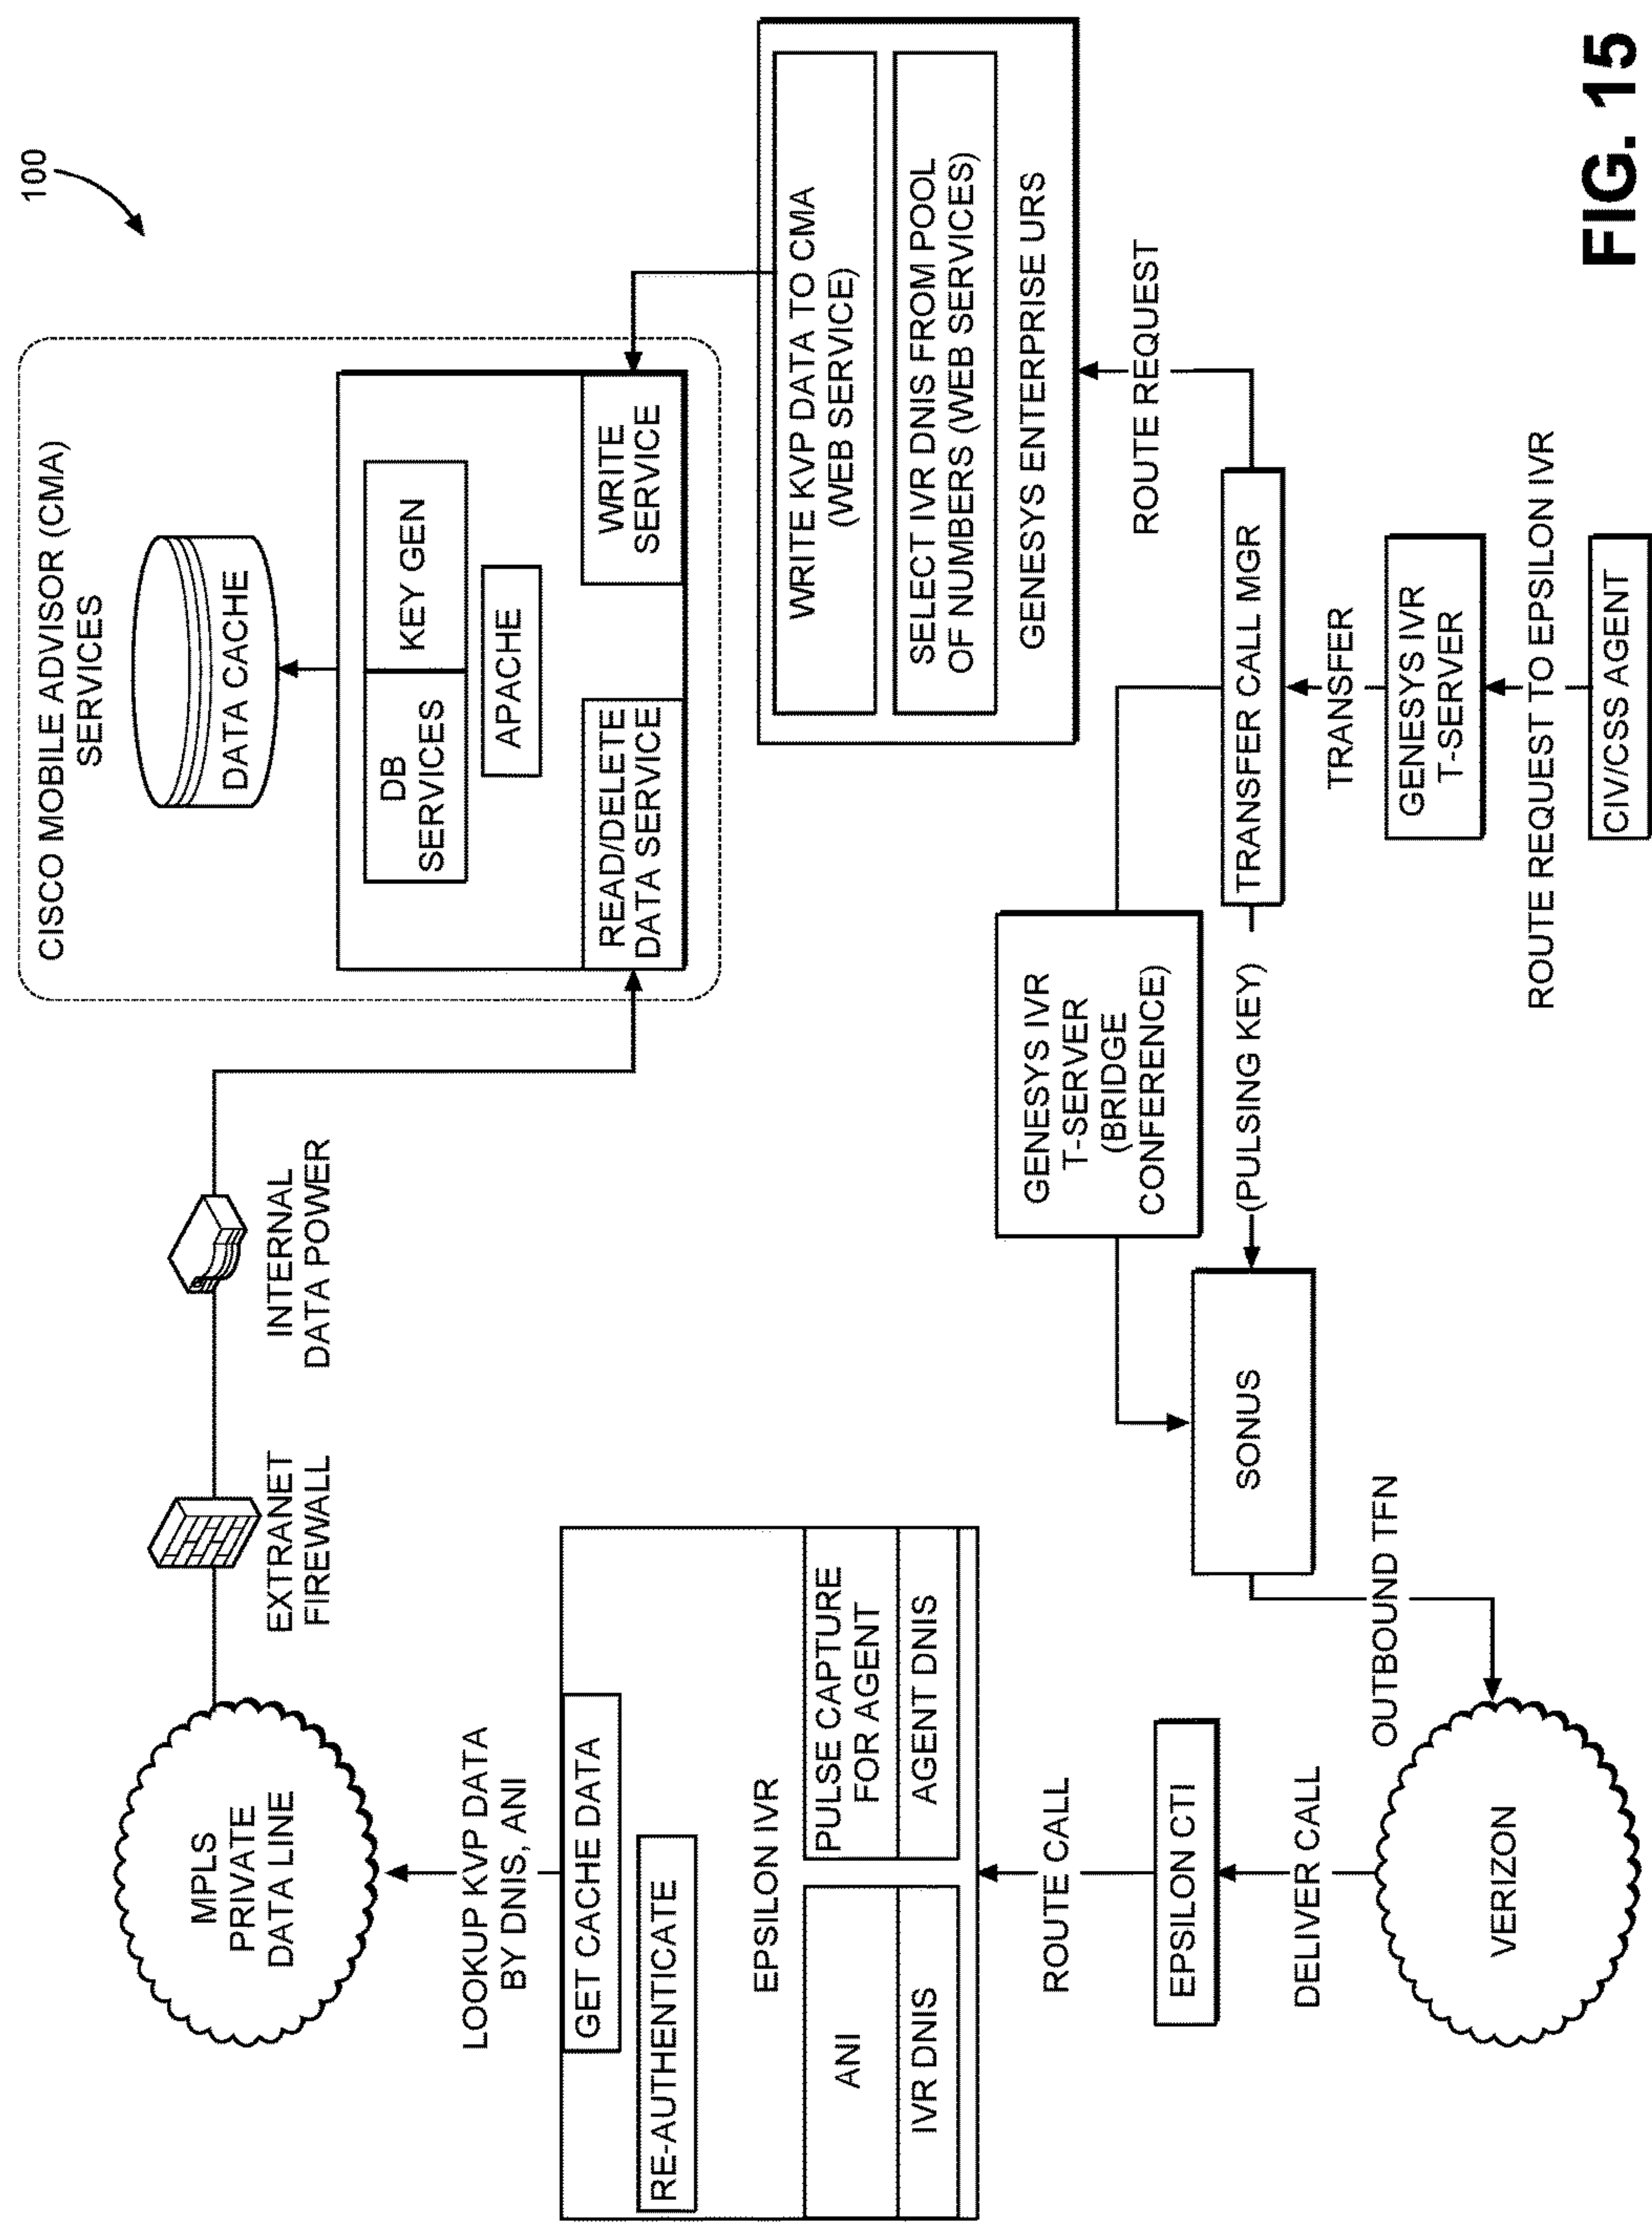 100
CISCO MOBILE ADVISOR (CMA)
SERVICES
DATA CACHE
DB
SERVICES
KEY GEN
APACHE
READ/DELETE
DATA SERVICE
WRITE
SERVICE
MPLS
PRIVATE
DATA LINE
EXTRANET
FIREWALL
INTERNAL
DATA POWER
LOOKUP KVP DATA
BY DNIS, ANI
GET CACHE DATA
RE-AUTHENTICATE
EPSILON IVR
ANI
IVR DNIS
PULSE CAPTURE
FOR AGENT
AGENT DNIS
WRITE KVP DATA TO CMA
(WEB SERVICE)
SELECT IVR DNIS FROM POOL
OF NUMBERS (WEB SERVICES)
GENESYS ENTERPRISE URS
ROUTE CALL
EPSILON CTI
DELIVER CALL
VERIZON
OUTBOUND TFN
SONUS
GENESYS IVR
T-SERVER
(BRIDGE
CONFERENCE)
(PULSING KEY)
ROUTE REQUEST
TRANSFER CALL MGR
TRANSFER
GENESYS IVR
T-SERVER
ROUTE REQUEST TO EPSILON IVR
CIV/CSS AGENT
FIG. 15